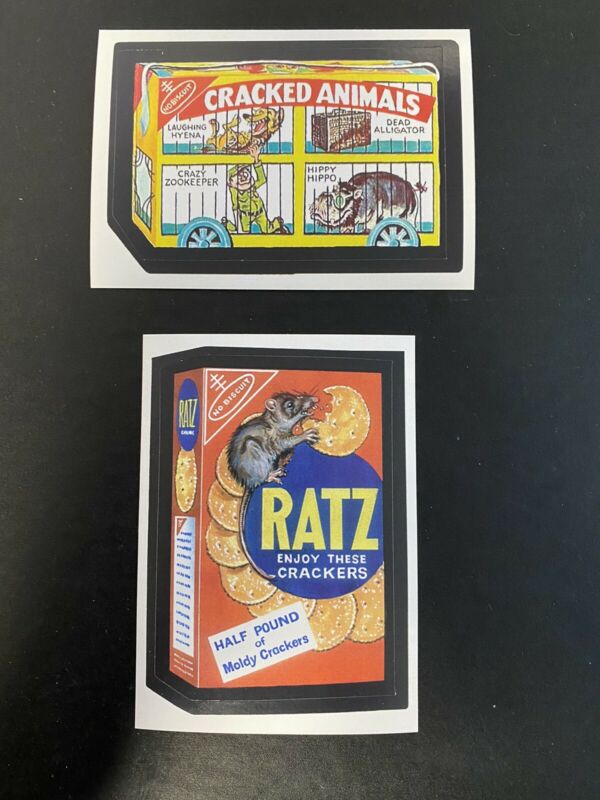 NO BISCUIT
CRACKED ANIMALS
LAUGHING
HYENA
DEAD
ALLIGATOR
CRAZY
ZOOKEEPER
HIPPY
HIPPO
NO BISCUIT
RATZ
RATZ
ENJOY THESE
CRACKERS
HALF POUND
of
Moldy Crackers